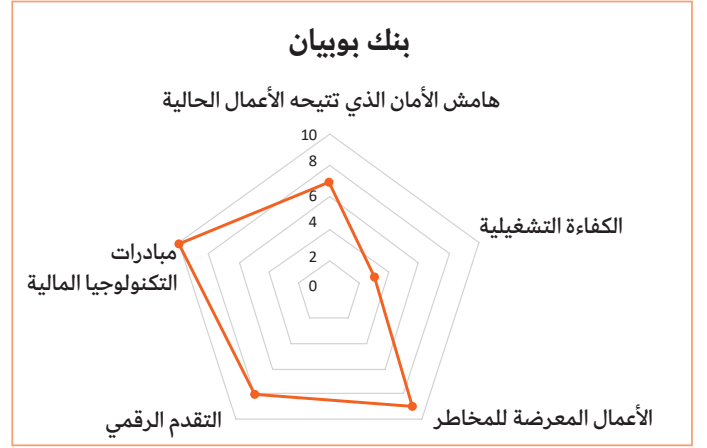 بنك بوبيان
هامش الأمان الذي تتيحه الأعمال الحالية
10
8
6
4
2
0
الكفاءة التشغيلية
مبادرات
التكنولوجيا المالية
الأعمال المعرضة للمخاطر
التقدم الرقمي